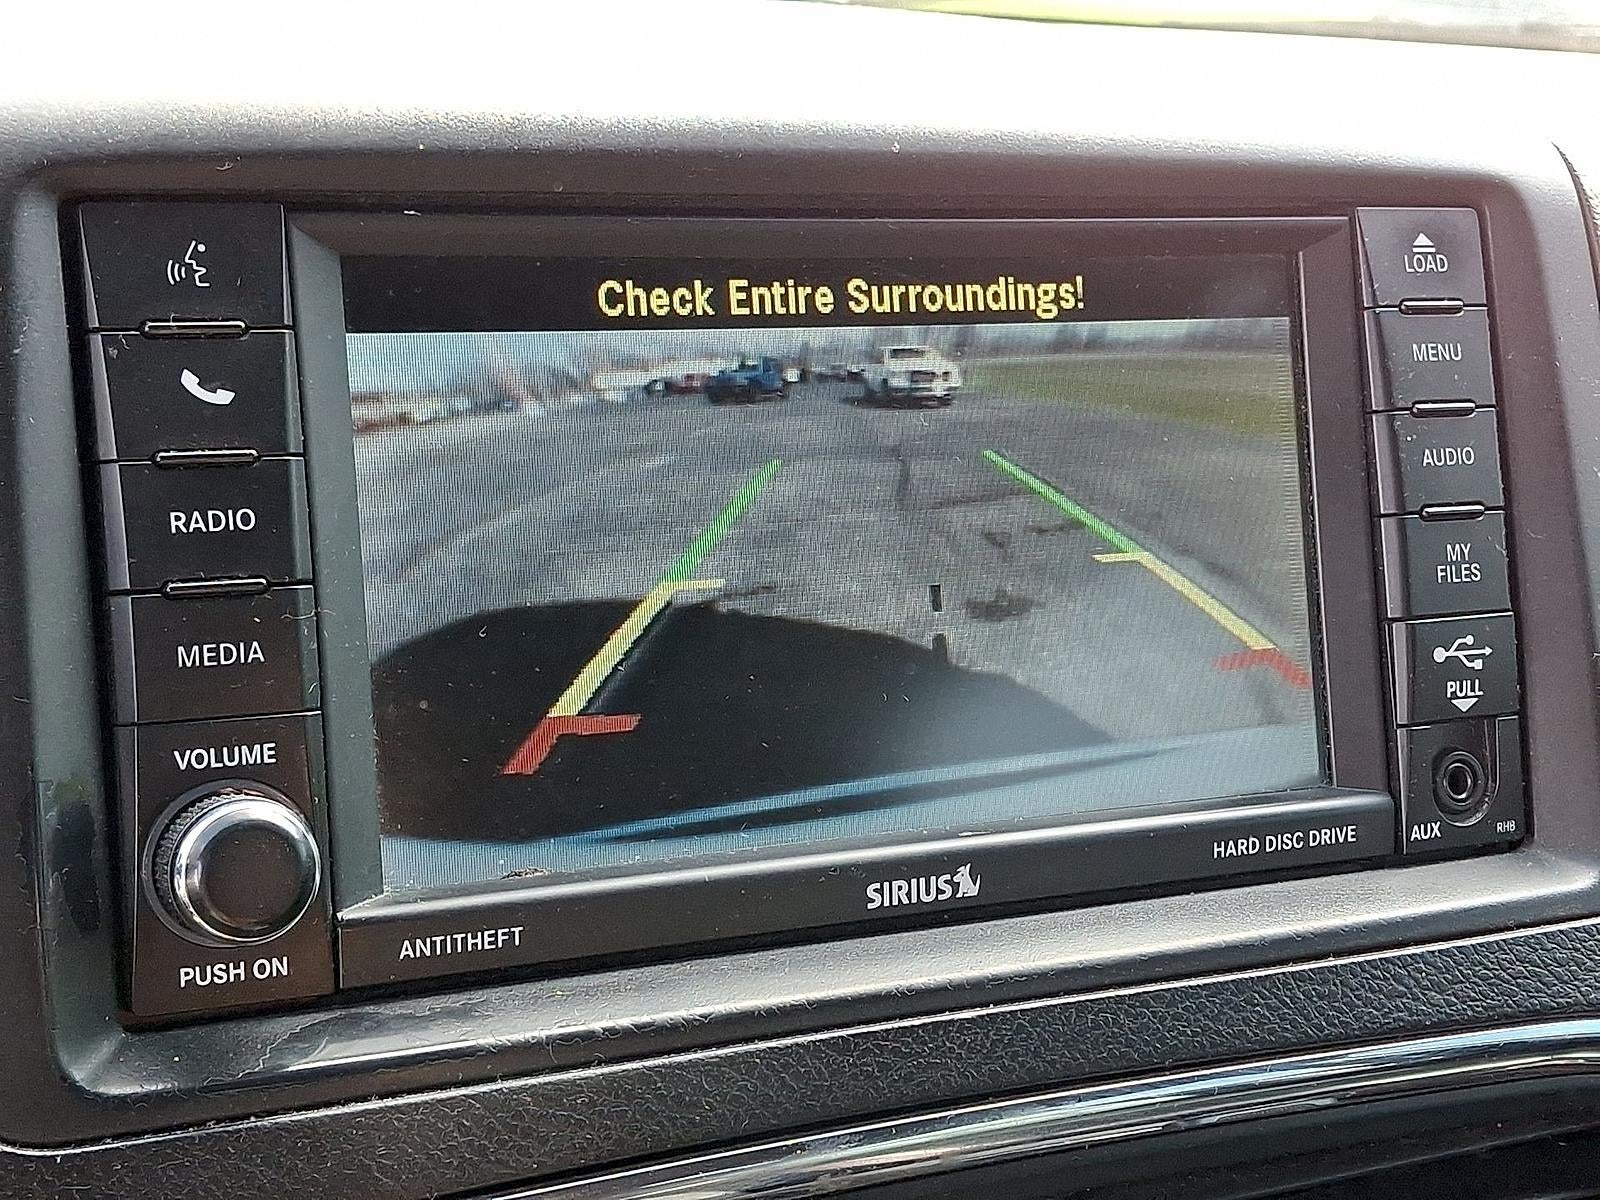 Check Entire Surroundings!
RADIO
MEDIA
VOLUME
PUSH ON
LOAD
MENU
AUDIO
MY
FILES
PULL
AUX
RHB
ANTITHEFT
SIRIUS
HARD DISC DRIVE